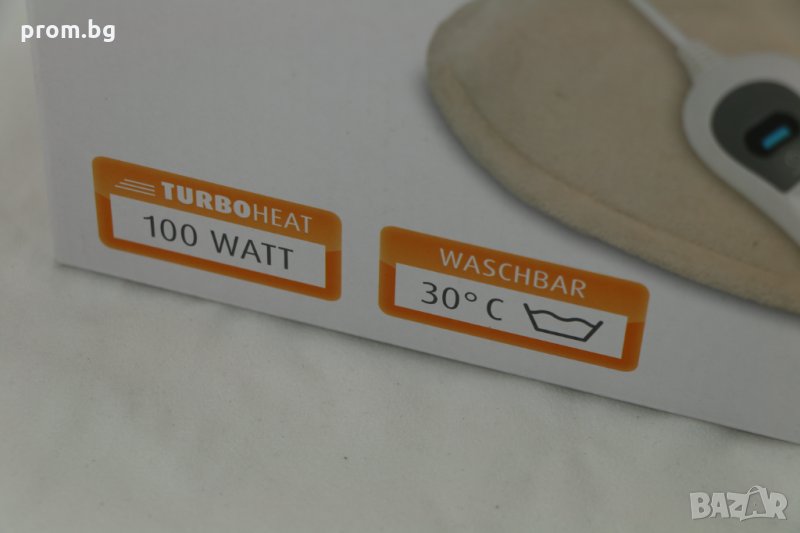 prom.bg
TURBOHEAT
100 WATT
WASCHBAR
30°C
BAZAR